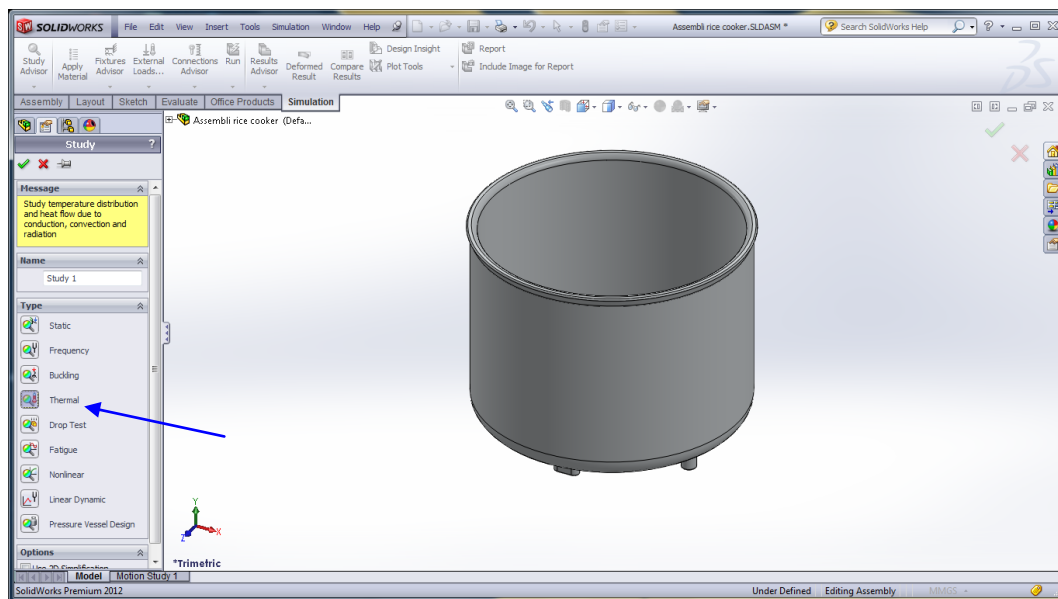 SOLIDWORKS File Edit View Insert Tools Simulation Window Help Assembli rice cooker.SLDASM * Search SolidWorks Help
Study Advisor
Apply Material
Fixtures Advisor
External Loads...
Connections Advisor
Run
Results Advisor
Deformed Result
Compare Results
Design Insight
Plot Tools
Report
Include Image for Report
Assembly Layout Sketch Evaluate Office Products Simulation
Assembli rice cooker (Defa...
Study ?
Message
Study temperature distribution
and heat flow due to
conduction, convection and
radiation
Name
Study 1
Type
Static
Frequency
Buckling
Thermal
Drop Test
Fatigue
Nonlinear
Linear Dynamic
Pressure Vessel Design
Options
Use 2D Simplification
Y
X
Z
*Trimetric
Model Motion Study 1
SolidWorks Premium 2012 Under Defined Editing Assembly MMGS